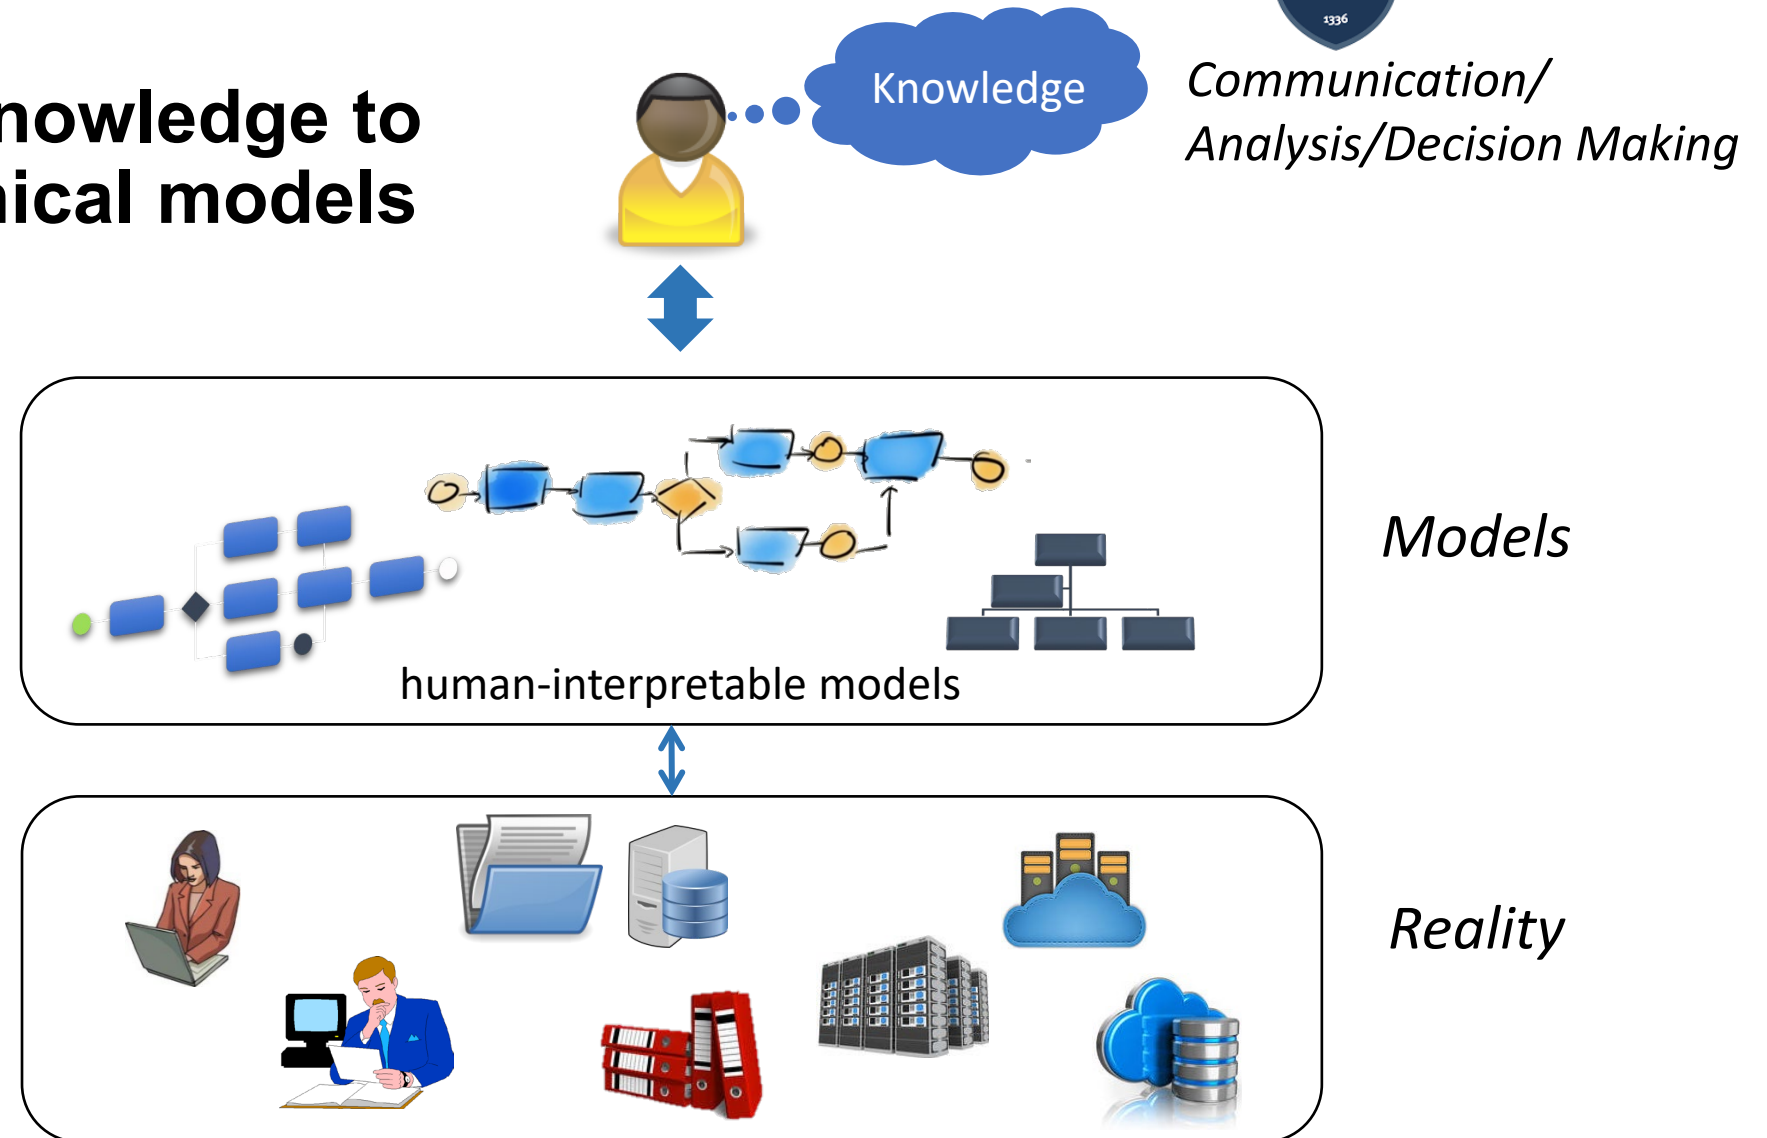 1336
Knowledge
Communication/
Analysis/Decision Making
nowledge to
ical models
Models
human-interpretable models
Reality